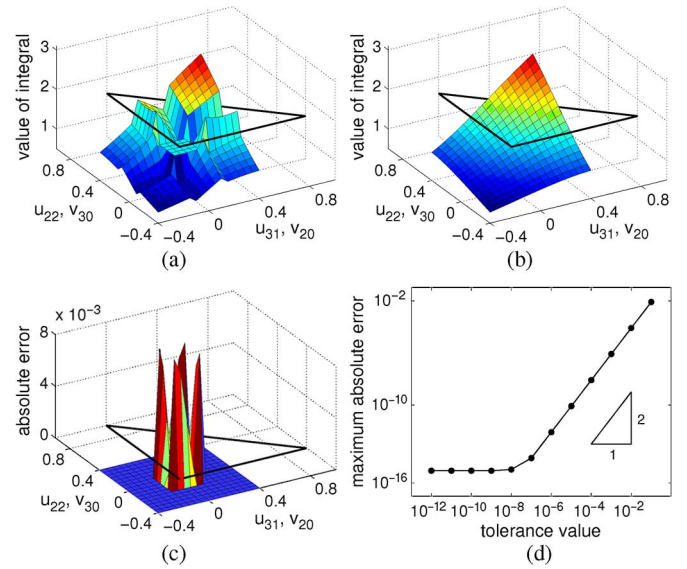 3
2
1
value of integral
0.8
0.4
0
−0.4
u22, v30
−0.4
0
0.4
0.8
u31, v20
(a)
3
2
1
value of integral
0.8
0.4
0
−0.4
u22, v30
−0.4
0
0.4
0.8
u31, v20
(b)
x 10−3
8
4
0
absolute error
0.8
0.4
0
−0.4
u22, v30
−0.4
0
0.4
0.8
u31, v20
(c)
10−2
10−10
10−16
maximum absolute error
2
1
10−12 10−10 10−8 10−6 10−4 10−2
tolerance value
(d)